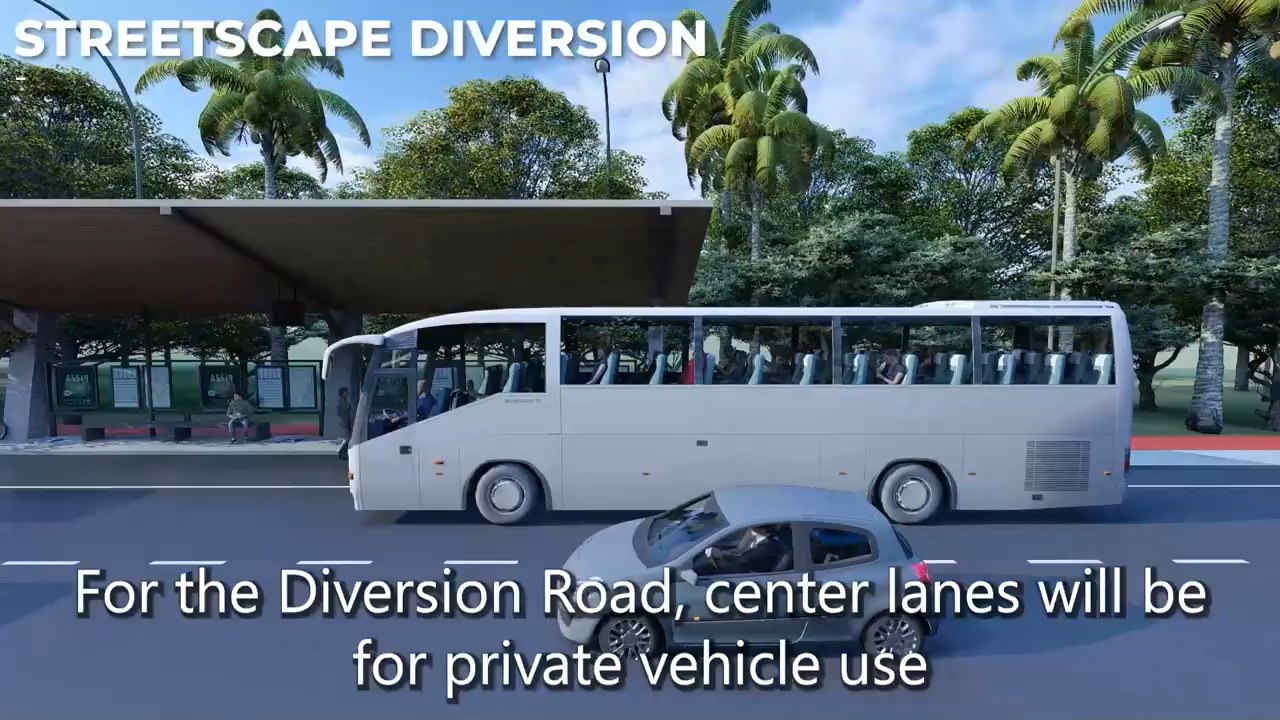 STREETSCAPE DIVERSION
For the Diversion Road, center lanes will be
for private vehicle use